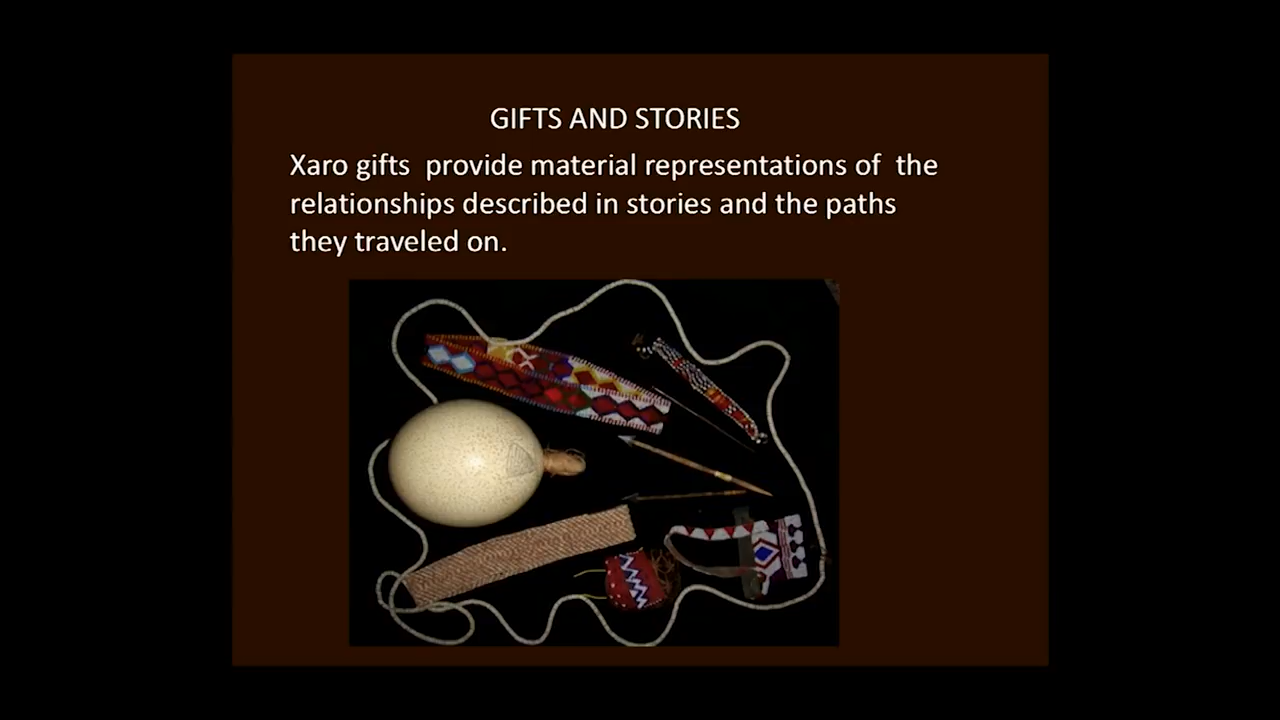 GIFTS AND STORIES
Xaro gifts  provide material representations of  the
relationships described in stories and the paths
they traveled on.